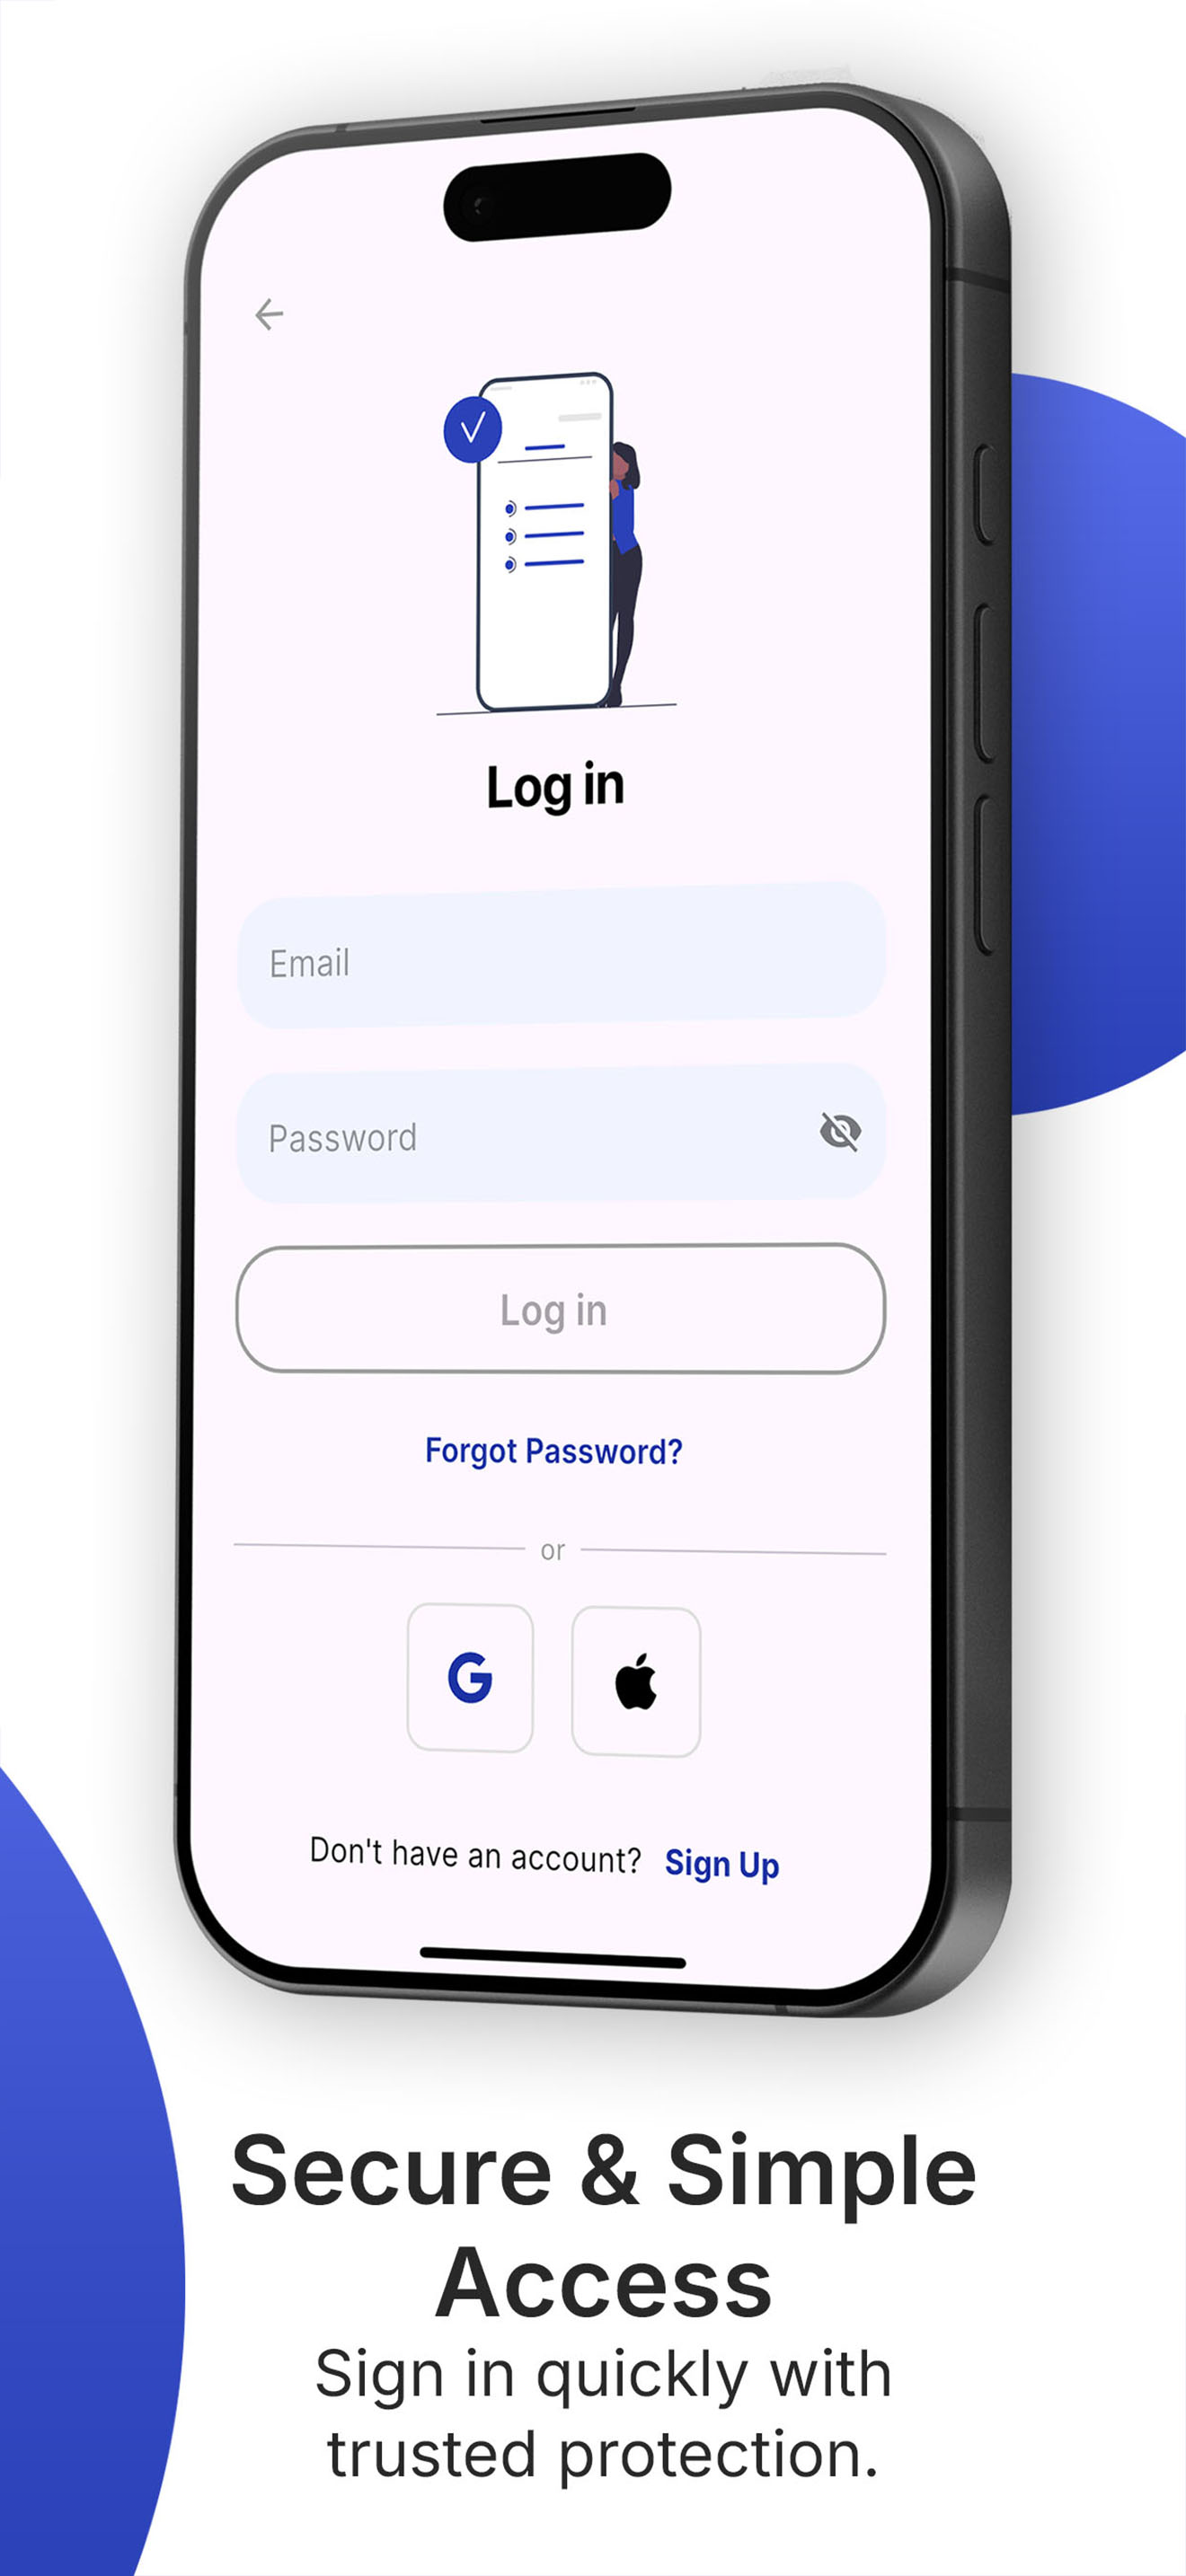 Log in
Email
Password
Log in
Forgot Password?
or
Don't have an account? Sign Up
Secure & Simple
Access
Sign in quickly with
trusted protection.